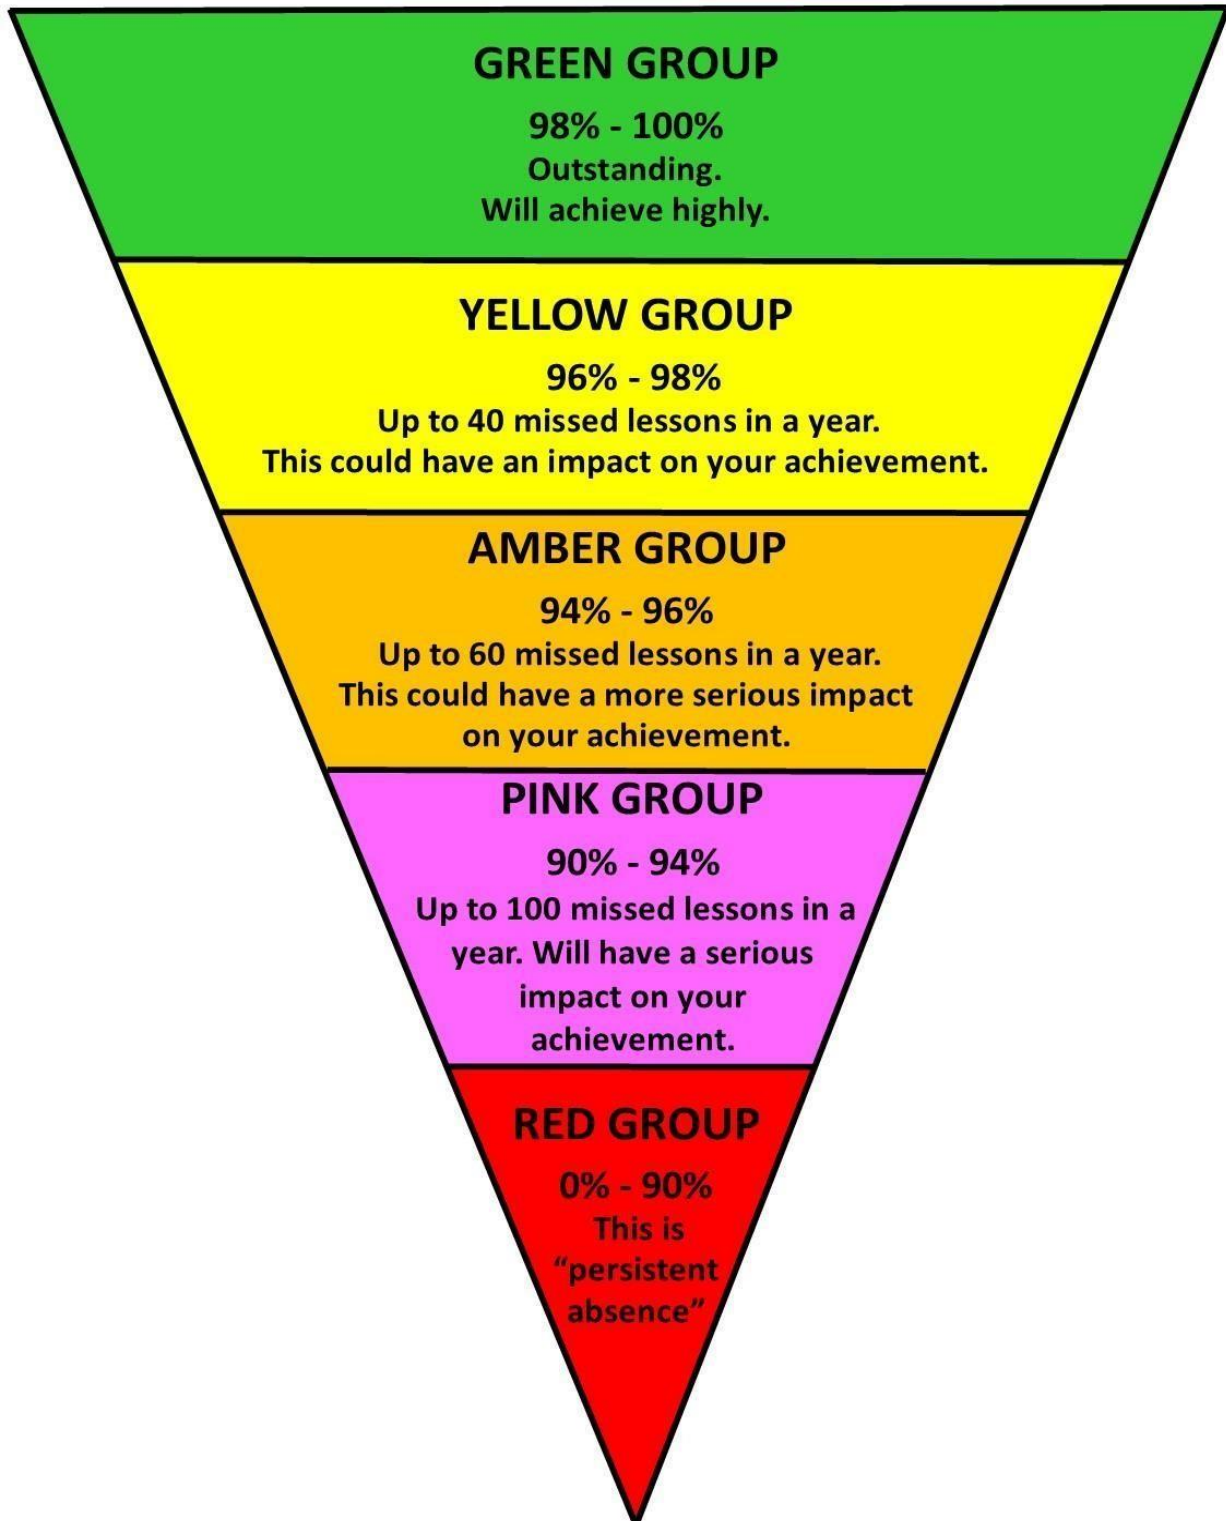 GREEN GROUP
98% - 100%
Outstanding.
Will achieve highly.
YELLOW GROUP
96% - 98%
Up to 40 missed lessons in a year.
This could have an impact on your achievement.
AMBER GROUP
94% - 96%
Up to 60 missed lessons in a year.
This could have a more serious impact
on your achievement.
PINK GROUP
90% - 94%
Up to 100 missed lessons in a
year. Will have a serious
impact on your
achievement.
RED GROUP
0% - 90%
This is
“persistent
absence”